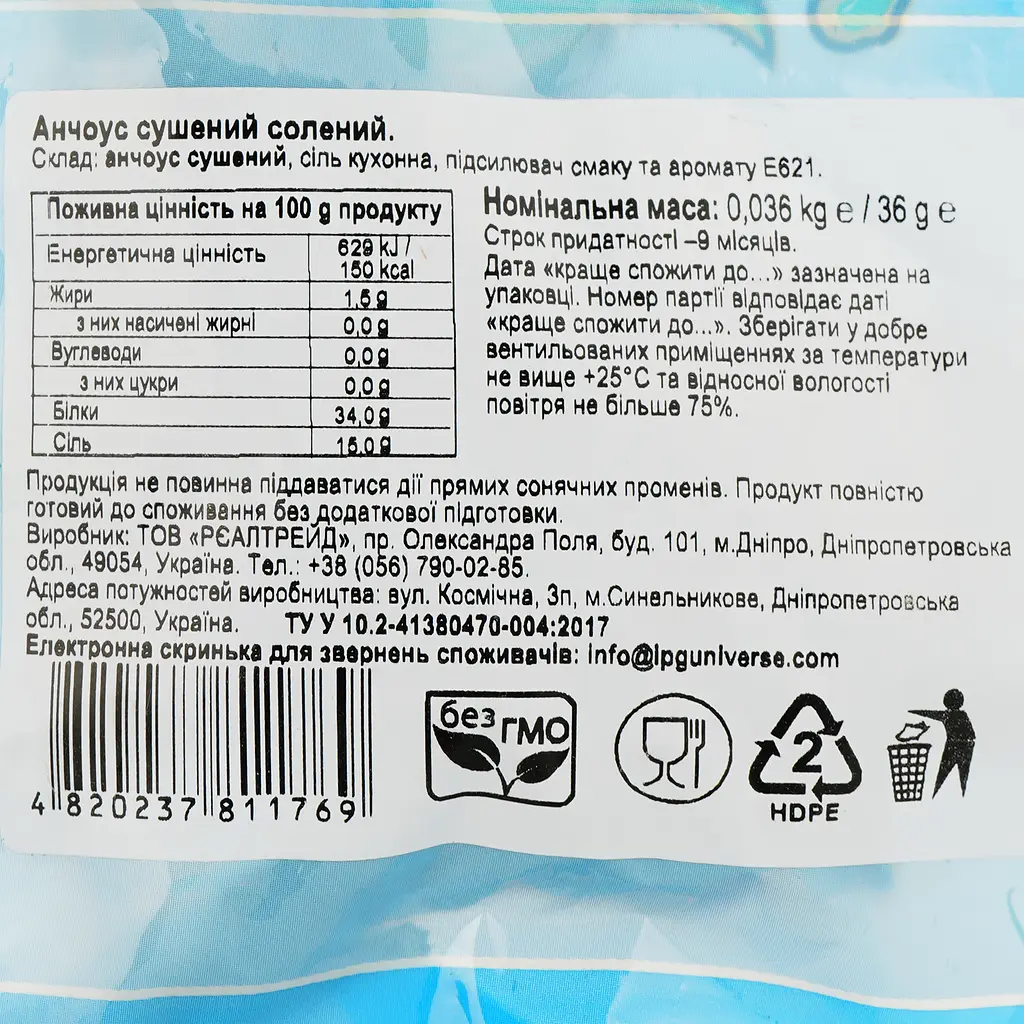 Анчоус сушений солений.
Склад: анчоус сушений, сіль кухонна, підсилювач смаку та аромату Е621.
Поживна цінність на 100 g продукту
Енергетична цінність 629 kJ / 150 kcal
Жири 1,5 g
з них насичені жирні 0,0 g
Вуглеводи 0,0 g
з них цукри 0,0 g
Білки 34,0 g
Сіль 15,0 g
Номінальна маса: 0,036 kg e / 36 g e
Строк придатності –9 місяців.
Дата «краще спожити до...» зазначена на
упаковці. Номер партії відповідає даті
«краще спожити до...». Зберігати у добре
вентильованих приміщеннях за температури
не вище +25°С та відносної вологості
повітря не більше 75%.
Продукція не повинна піддаватися дії прямих сонячних променів. Продукт повністю
готовий до споживання без додаткової підготовки.
Виробник: ТОВ «РЄАЛТРЕЙД», пр. Олександра Поля, буд. 101, м.Дніпро, Дніпропетровська
обл., 49054, Україна. Тел.: +38 (056) 790-02-85.
Адреса потужностей виробництва: вул. Космічна, 3п, м.Синельникове, Дніпропетровська
обл., 52500, Україна. ТУ У 10.2-41380470-004:2017
Електронна скринька для звернень споживачів: info@lpguniverse.com
4 820237 811769
без ГМО
2
HDPE